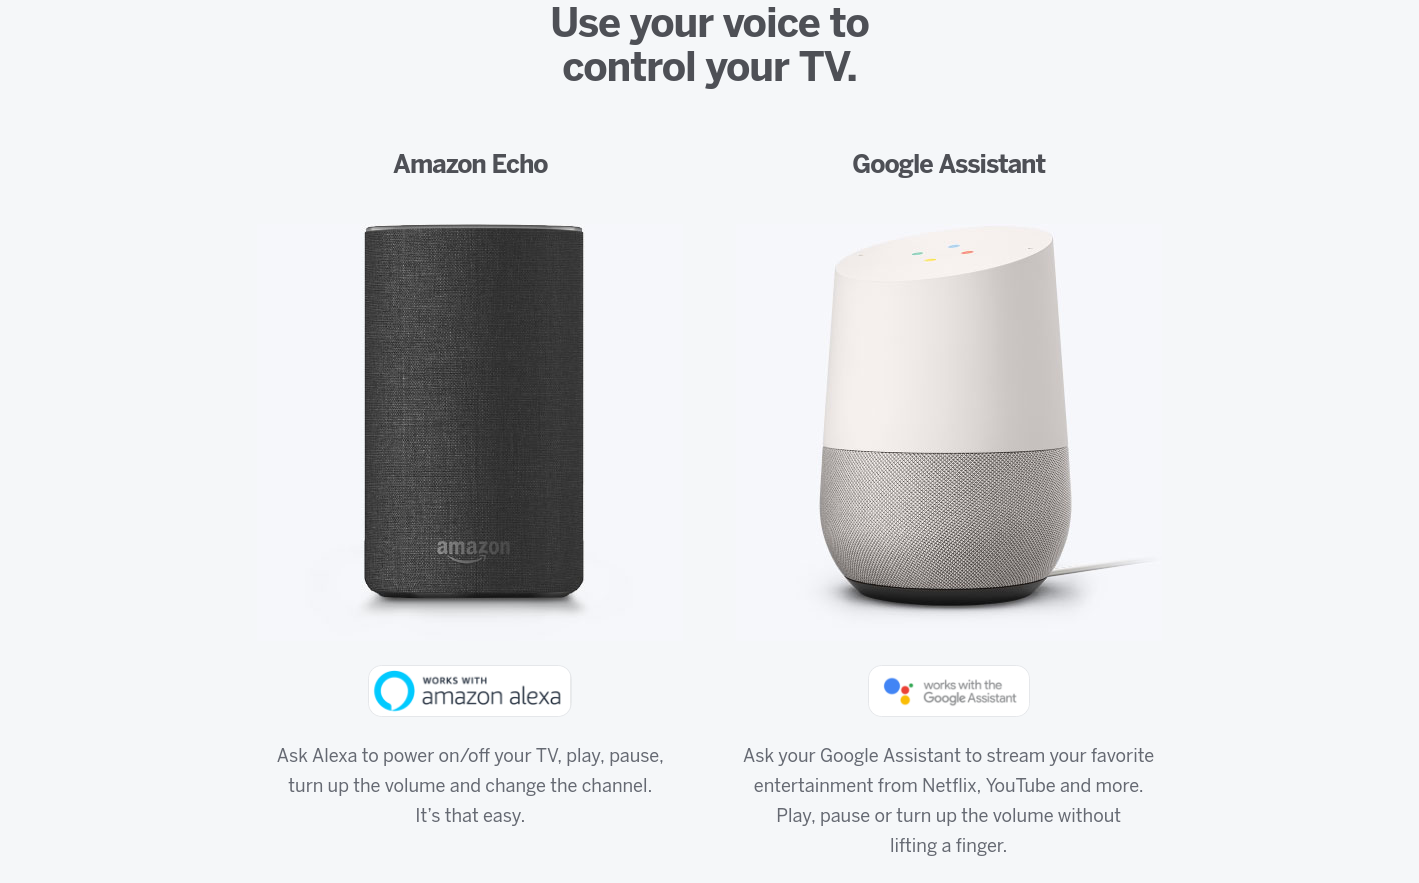 Use your voice to
control your TV.
Amazon Echo
Google Assistant
amazon
WORKS WITH
amazon alexa
works with the
Google Assistant
Ask Alexa to power on/off your TV, play, pause,
turn up the volume and change the channel.
It’s that easy.
Ask your Google Assistant to stream your favorite
entertainment from Netflix, YouTube and more.
Play, pause or turn up the volume without
lifting a finger.